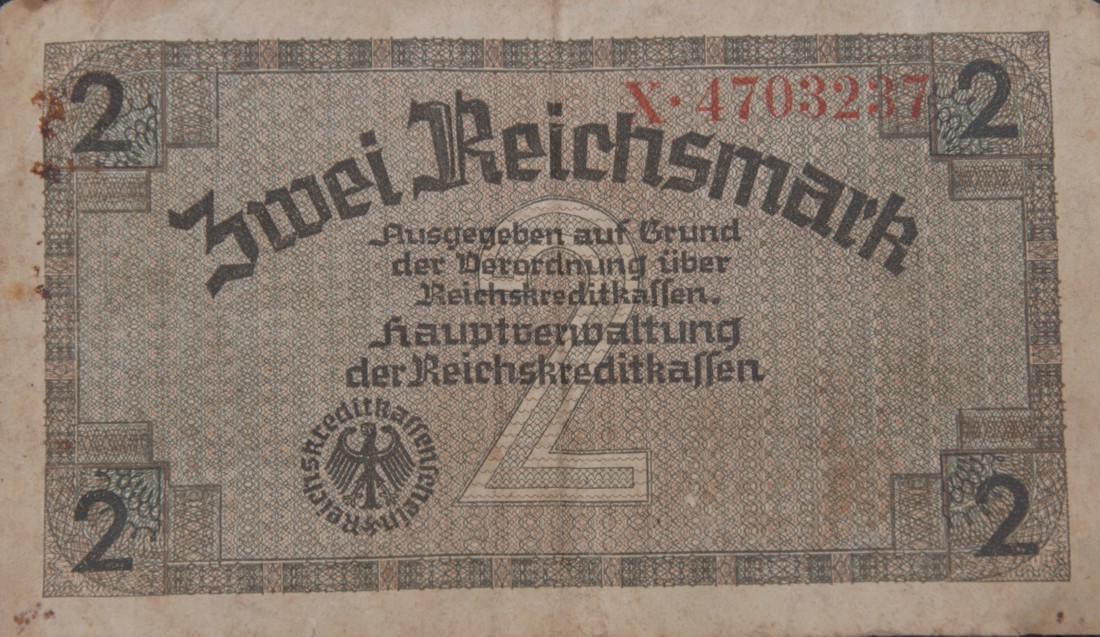 2
X·4703237
2
Zwei Reichsmark
Ausgegeben auf Grund
der Verordnung über
Reichskreditkassen.
Hauptverwaltung
der Reichskreditkassen
2
Reichskreditkassenschein
2
2